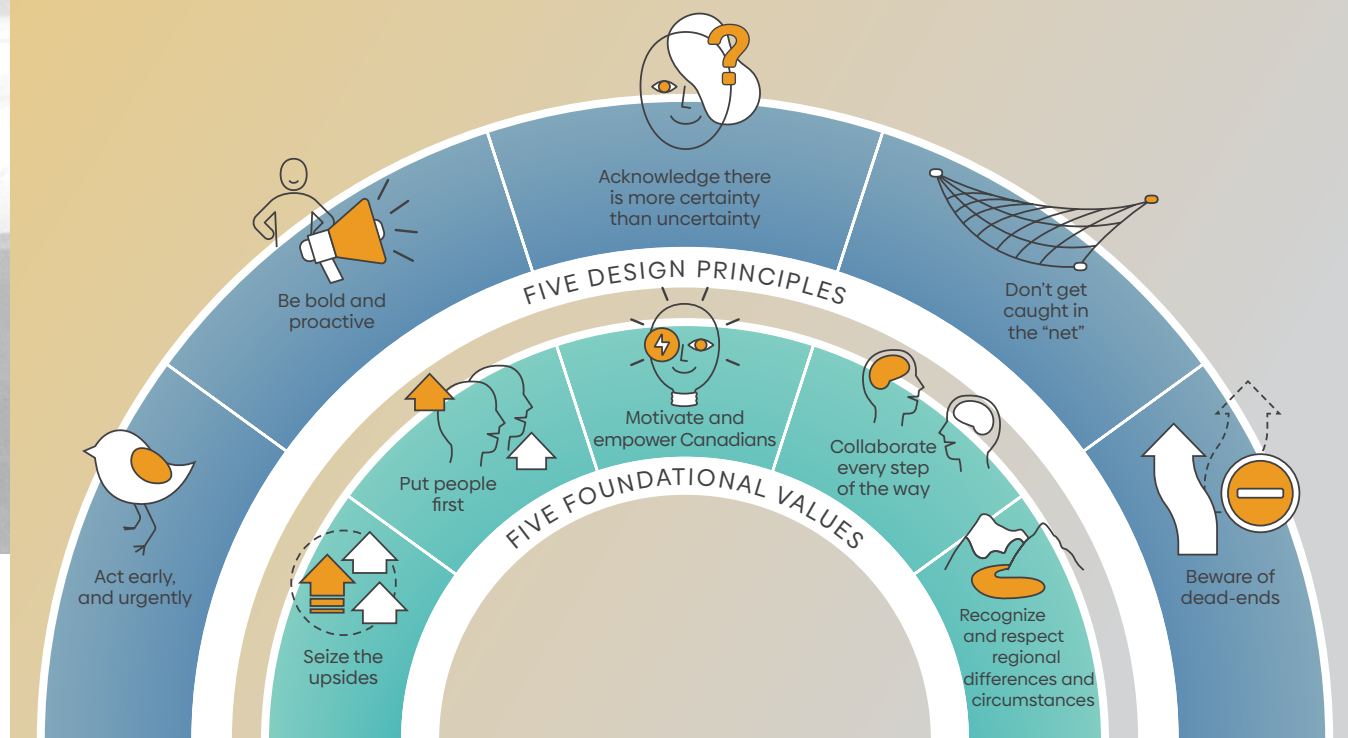 Act early,
and urgently
Be bold and
proactive
?
Acknowledge there
is more certainty
than uncertainty
Don't get
caught in
the “net”
Beware of
dead-ends
FIVE DESIGN PRINCIPLES
Seize the
upsides
Put people
first
Motivate and
empower Canadians
Collaborate
every step
of the way
Recognize
and respect
regional
differences and
circumstances
FIVE FOUNDATIONAL VALUES